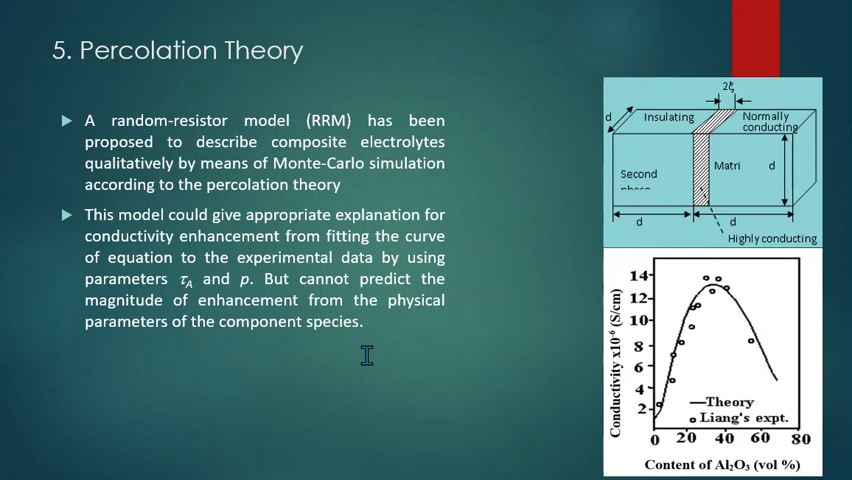 5. Percolation Theory
A random-resistor model (RRM) has been
proposed to describe composite electrolytes
qualitatively by means of Monte-Carlo simulation
according to the percolation theory
This model could give appropriate explanation for
conductivity enhancement from fitting the curve
of equation to the experimental data by using
parameters τA and p. But cannot predict the
magnitude of enhancement from the physical
parameters of the component species.
2ξ
d
Insulating
Normally
conducting
Second
phase
Matri
d
d
d
Highly conducting
Conductivity x10⁻⁶ (S/cm)
14
12
10
8
6
4
2
Theory
Liang's expt.
0 20 40 60 80
Content of Al₂O₃ (vol %)